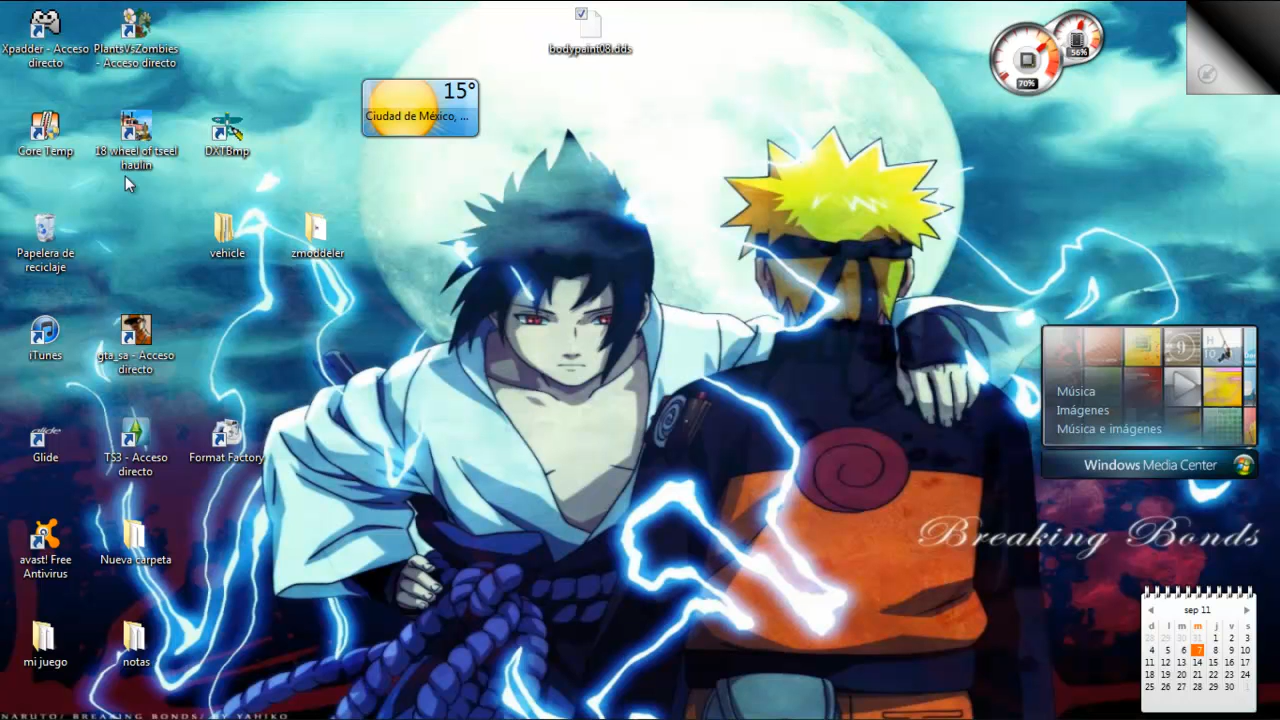 Xpadder - Acceso
directo
PlantsVsZombies
- Acceso directo
bodypaint08.dds
70%
56%
15°
Ciudad de México, ...
Core Temp
18 wheel of tseel
haulin
DXTBmp
Papelera de
reciclaje
vehicle
zmoddeler
iTunes
gta_sa - Acceso
directo
Glide
TS3 - Acceso
directo
Format Factory
avast! Free
Antivirus
Nueva carpeta
mi juego
notas
Música
Imágenes
Música e imágenes
Windows Media Center
Breaking Bonds
sep 11
d l m m j v s
28 29 30 31 1 2 3
4 5 6 7 8 9 10
11 12 13 14 15 16 17
18 19 20 21 22 23 24
25 26 27 28 29 30 1
NARUTO/ BREAKING BONDS/ BY YAHIKO